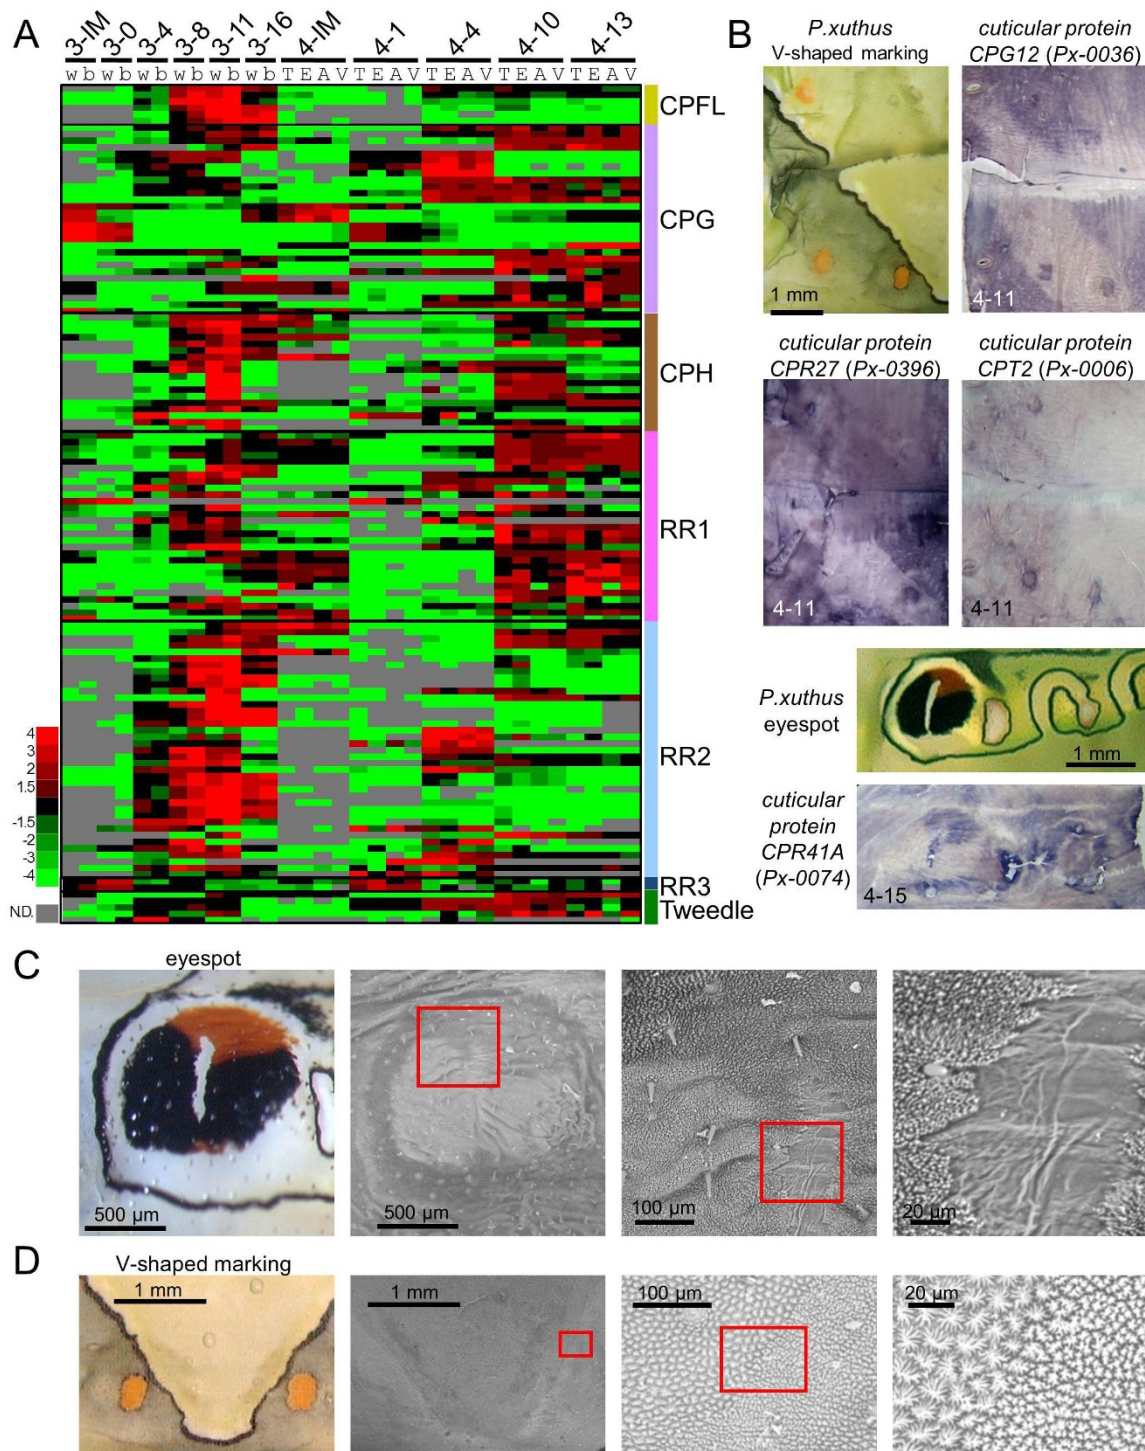 A
3-IM 3-0 3-4 3-8 3-11 3-16 4-IM 4-1 4-4 4-10 4-13
w b w b w b w b w b w b T E A V T E A V T E A V T E A V T E A V
CPFL
CPG
CPH
RR1
RR2
RR3
Tweedle
4
3
2
1.5
-1.5
-2
-3
-4
N.D.
B
P.xuthus
V-shaped marking
1 mm
cuticular protein
CPG12 (Px-0036)
4-11
cuticular protein
CPR27 (Px-0396)
4-11
cuticular protein
CPT2 (Px-0006)
4-11
P.xuthus
eyespot
1 mm
cuticular
protein
CPR41A
(Px-0074)
4-15
C
eyespot
500 µm
500 µm
100 µm
20 µm
D
V-shaped marking
1 mm
1 mm
100 µm
20 µm